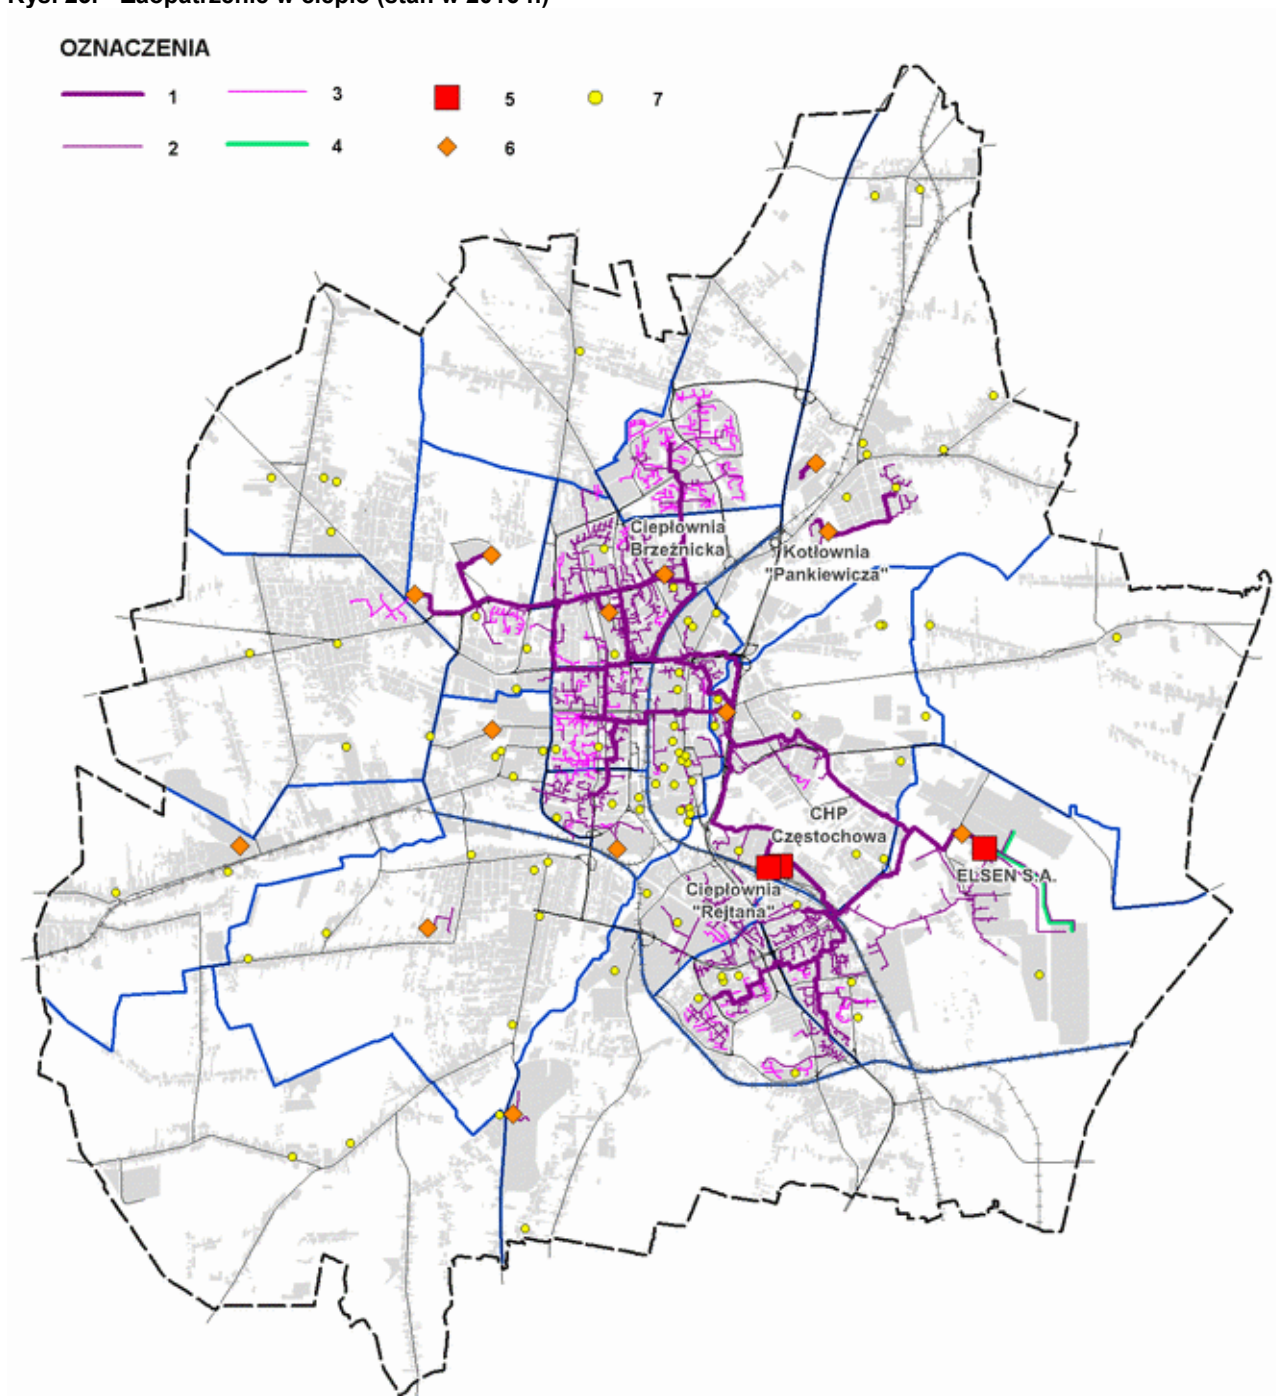 OZNACZENIA
1
3
5
7
2
4
6
Ciepłownia
Brzeźnicka
Kotłownia
"Pankiewicza"
CHP
Częstochowa
ELSEN S.A.
Ciepłownia
"Rejtana"